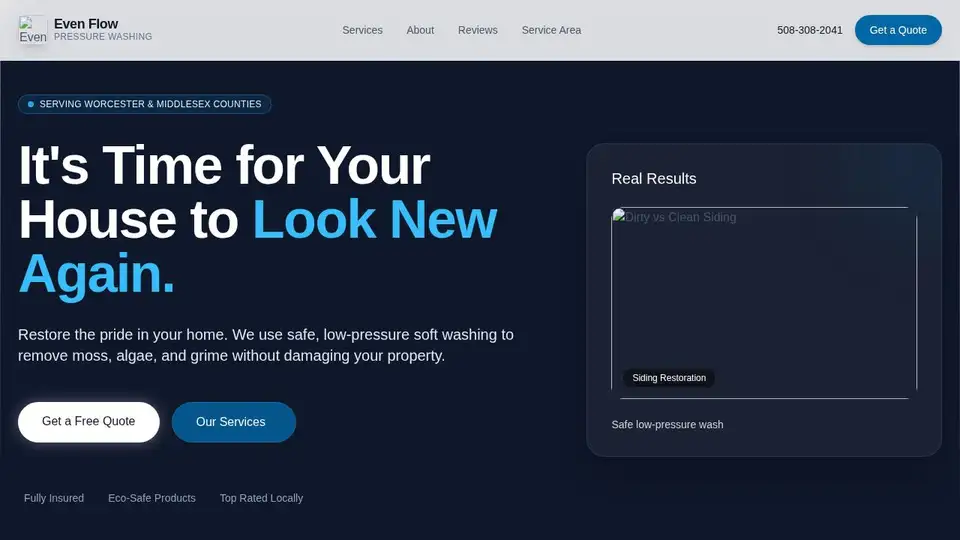 Even
Even Flow
PRESSURE WASHING
Services
About
Reviews
Service Area
508-308-2041
Get a Quote
SERVING WORCESTER & MIDDLESEX COUNTIES
It's Time for Your
House to Look New
Again.
Restore the pride in your home. We use safe, low-pressure soft washing to
remove moss, algae, and grime without damaging your property.
Get a Free Quote
Our Services
Fully Insured
Eco-Safe Products
Top Rated Locally
Real Results
Dirty vs Clean Siding
Siding Restoration
Safe low-pressure wash